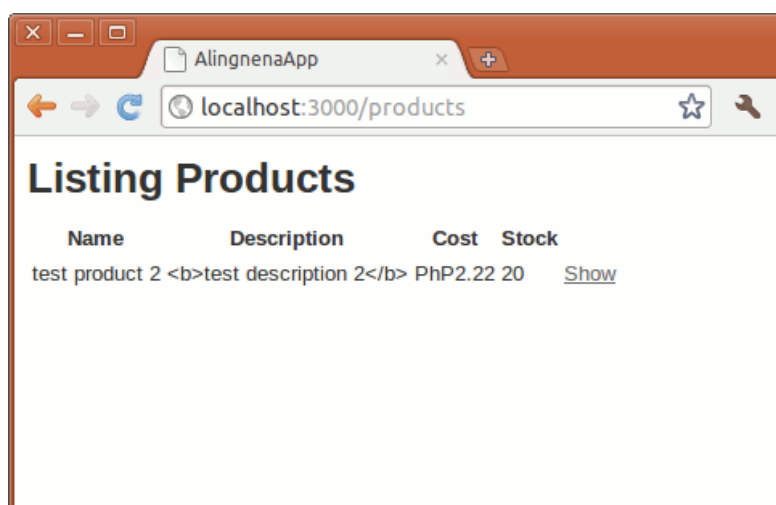 AlingnenaApp
localhost:3000/products
Listing Products
Name Description Cost Stock
test product 2 <b>test description 2</b> PhP2.22 20 Show